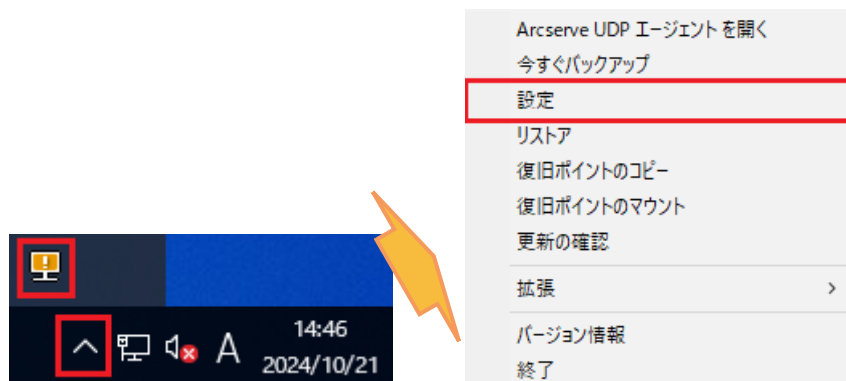 Arcserve UDP エージェント を開く
今すぐバックアップ
設定
リストア
復旧ポイントのコピー
復旧ポイントのマウント
更新の確認
拡張
バージョン情報
終了
A
14:46
2024/10/21